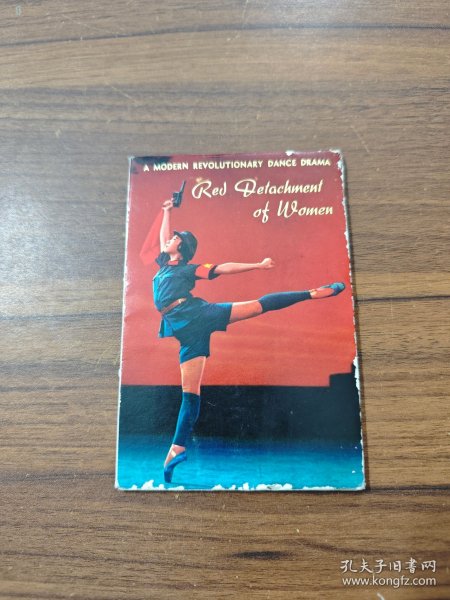 A MODERN REVOLUTIONARY DANCE DRAMA
Red Detachment
of Women
孔夫子旧书网
www.kongfz.com